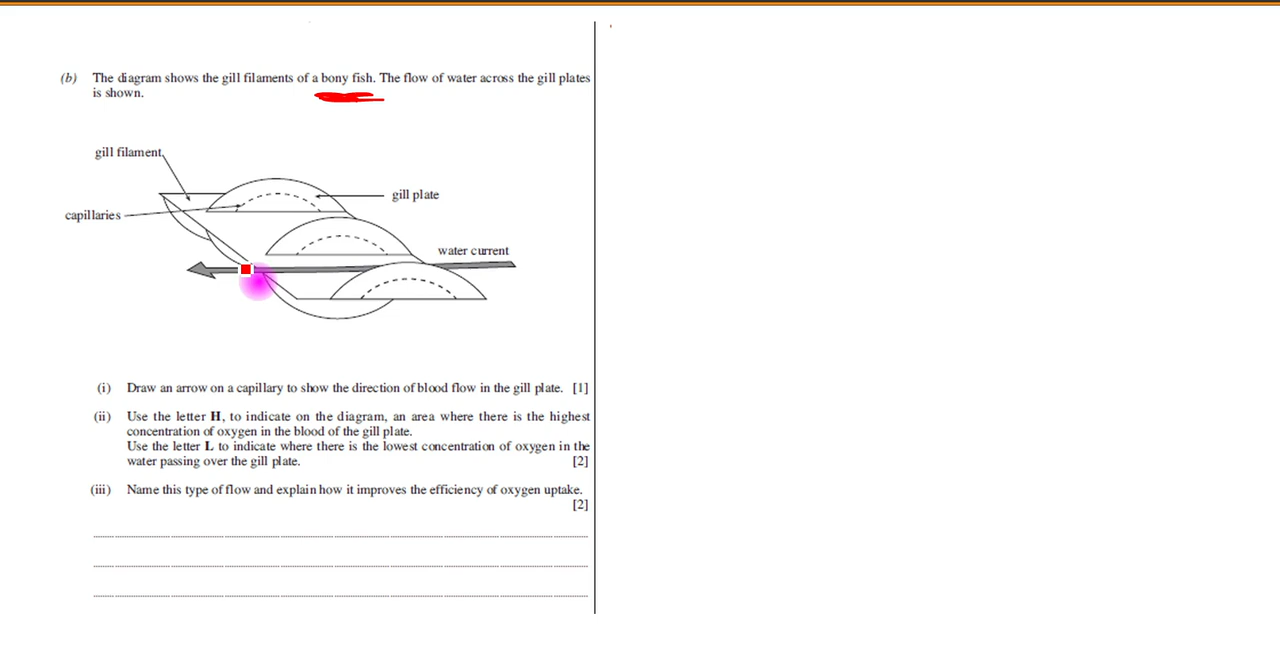 (b) The diagram shows the gill filaments of a bony fish. The flow of water across the gill plates
is shown.
gill filament
gill plate
capillaries
water current
(i) Draw an arrow on a capillary to show the direction of blood flow in the gill plate. [1]
(ii) Use the letter H, to indicate on the diagram, an area where there is the highest
concentration of oxygen in the blood of the gill plate.
Use the letter L to indicate where there is the lowest concentration of oxygen in the
water passing over the gill plate. [2]
(iii) Name this type of flow and explain how it improves the efficiency of oxygen uptake.
[2]